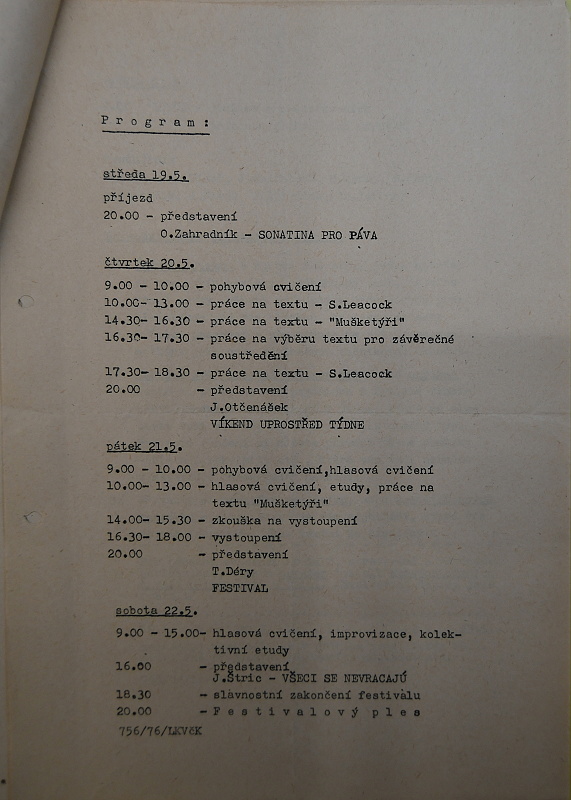 P r o g r a m :
středa 19.5.
příjezd
20.00 - představení
O.Zahradník - SONATINA PRO PÁVA
čtvrtek 20.5.
9.00 - 10.00 - pohybová cvičení
10.00- 13.00 - práce na textu - S.Leacock
14.30- 16.30 - práce na textu - "Mušketýři"
16.30- 17.30 - práce na výběru textu pro závěrečné
soustředění
17.30- 18.30 - práce na textu - S.Leacock
20.00 - představení
J.Otčenášek
VÍKEND UPROSTŘED TÝDNE
pátek 21.5.
9.00 - 10.00 - pohybová cvičení,hlasová cvičení
10.00- 13.00 - hlasová cvičení, etudy, práce na
textu "Mušketýři"
14.00- 15.30 - zkouška na vystoupení
16.30- 18.00 - vystoupení
20.00 - představení
T.Déry
FESTIVAL
sobota 22.5.
9.00 - 15.00- hlasová cvičení, improvizace, kolek-
tivní etudy
16.00 - představení
J.Štric - VŠECI SE NEVRACAJÚ
18.30 - slavnostní zakončení festivalu
20.00 - F e s t i v a l o v ý p l e s
756/76/LKVčK